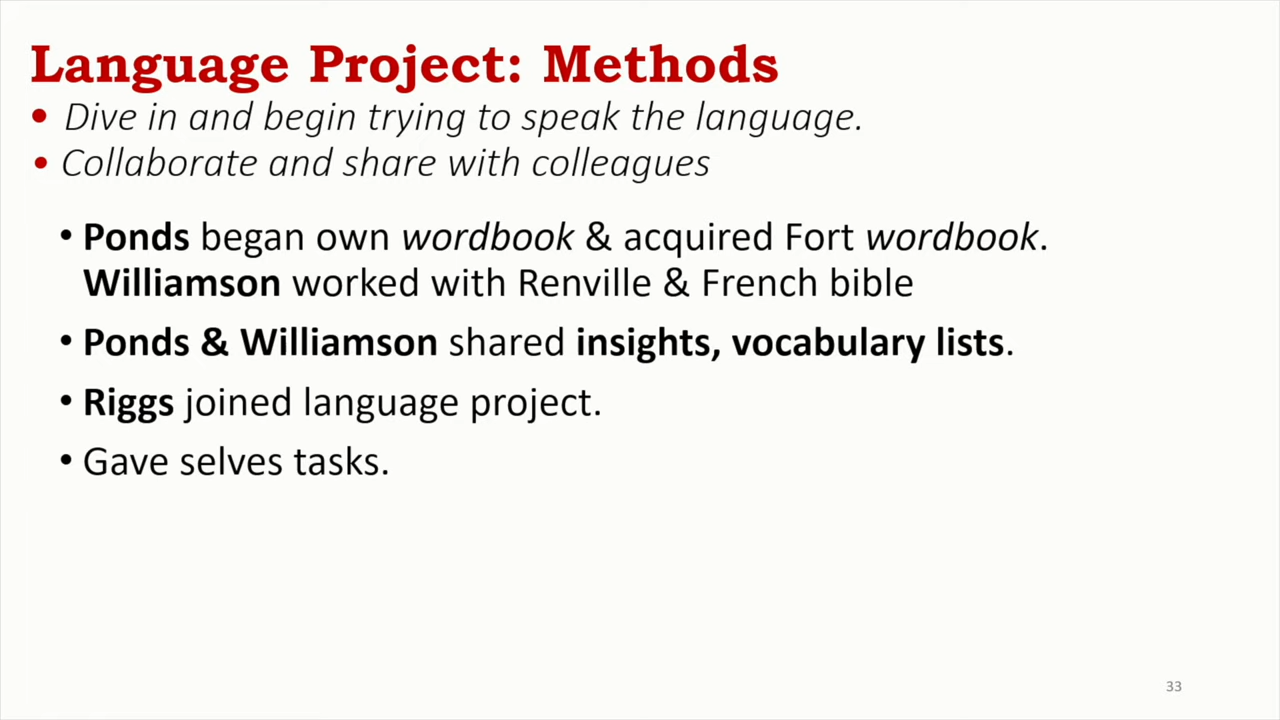 Language Project: Methods
• Dive in and begin trying to speak the language.
• Collaborate and share with colleagues
• Ponds began own wordbook & acquired Fort wordbook.
Williamson worked with Renville & French bible
• Ponds & Williamson shared insights, vocabulary lists.
• Riggs joined language project.
• Gave selves tasks.
33